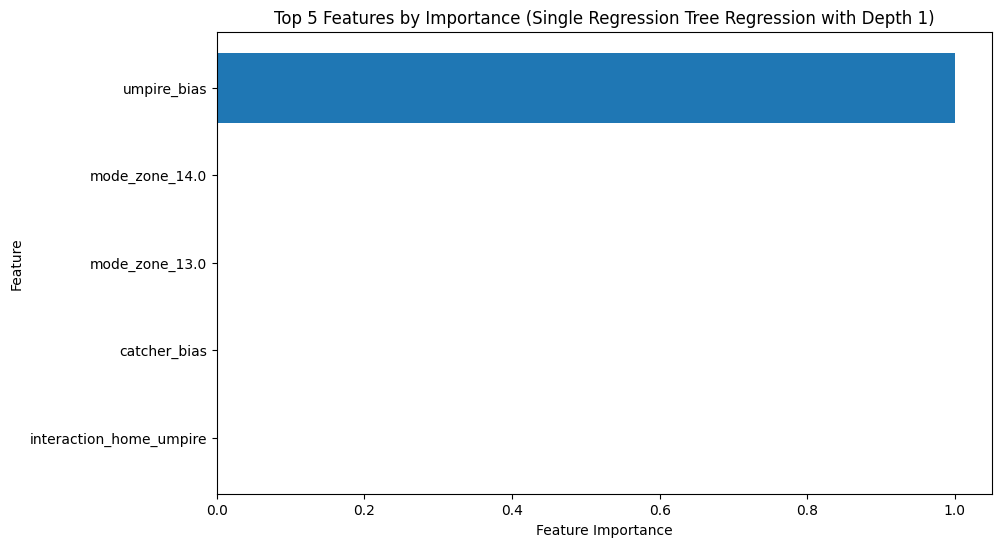 Top 5 Features by Importance (Single Regression Tree Regression with Depth 1)
umpire_bias
mode_zone_14.0
mode_zone_13.0
catcher_bias
interaction_home_umpire
Feature
0.0 0.2 0.4 0.6 0.8 1.0
Feature Importance